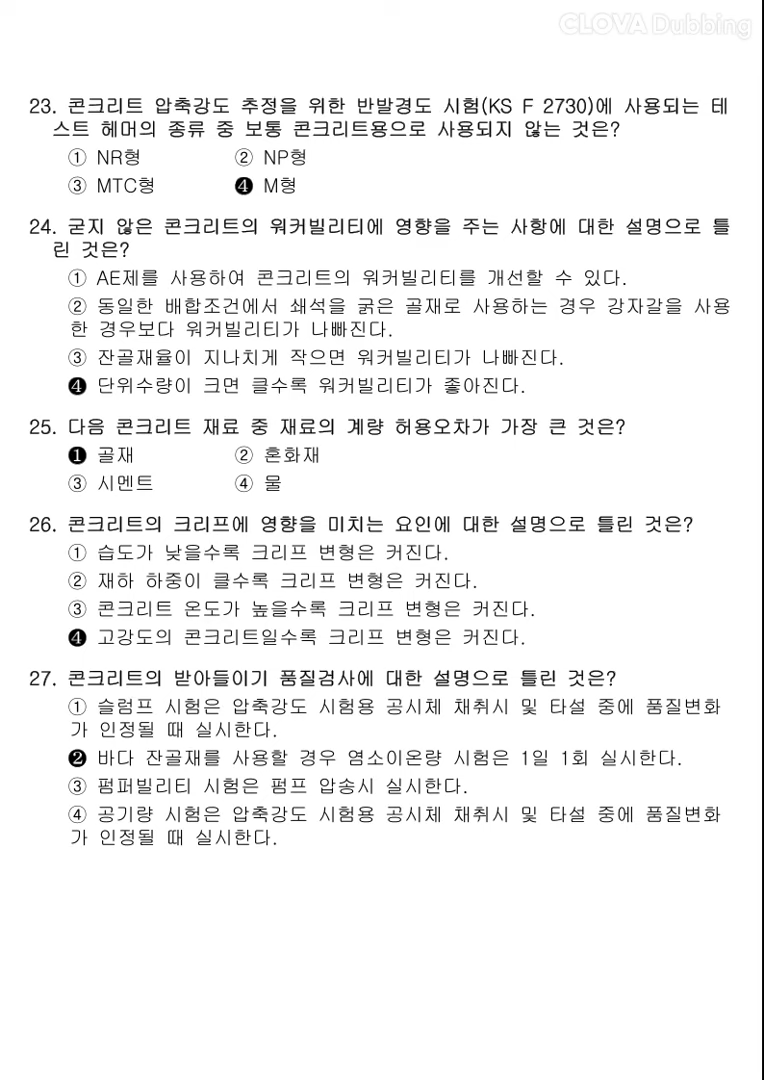 CLOVA Dubbing
23. 콘크리트 압축강도 추정을 위한 반발경도 시험(KS F 2730)에 사용되는 테
스트 헤머의 종류 중 보통 콘크리트용으로 사용되지 않는 것은?
① NR형 ② NP형
③ MTC형 ❹ M형
24. 굳지 않은 콘크리트의 워커빌리티에 영향을 주는 사항에 대한 설명으로 틀
린 것은?
① AE제를 사용하여 콘크리트의 워커빌리티를 개선할 수 있다.
② 동일한 배합조건에서 쇄석을 굵은 골재로 사용하는 경우 강자갈을 사용
한 경우보다 워커빌리티가 나빠진다.
③ 잔골재율이 지나치게 작으면 워커빌리티가 나빠진다.
❹ 단위수량이 크면 클수록 워커빌리티가 좋아진다.
25. 다음 콘크리트 재료 중 재료의 계량 허용오차가 가장 큰 것은?
❶ 골재 ② 혼화재
③ 시멘트 ④ 물
26. 콘크리트의 크리프에 영향을 미치는 요인에 대한 설명으로 틀린 것은?
① 습도가 낮을수록 크리프 변형은 커진다.
② 재하 하중이 클수록 크리프 변형은 커진다.
③ 콘크리트 온도가 높을수록 크리프 변형은 커진다.
❹ 고강도의 콘크리트일수록 크리프 변형은 커진다.
27. 콘크리트의 받아들이기 품질검사에 대한 설명으로 틀린 것은?
① 슬럼프 시험은 압축강도 시험용 공시체 채취시 및 타설 중에 품질변화
가 인정될 때 실시한다.
❷ 바다 잔골재를 사용할 경우 염소이온량 시험은 1일 1회 실시한다.
③ 펌퍼빌리티 시험은 펌프 압송시 실시한다.
④ 공기량 시험은 압축강도 시험용 공시체 채취시 및 타설 중에 품질변화
가 인정될 때 실시한다.